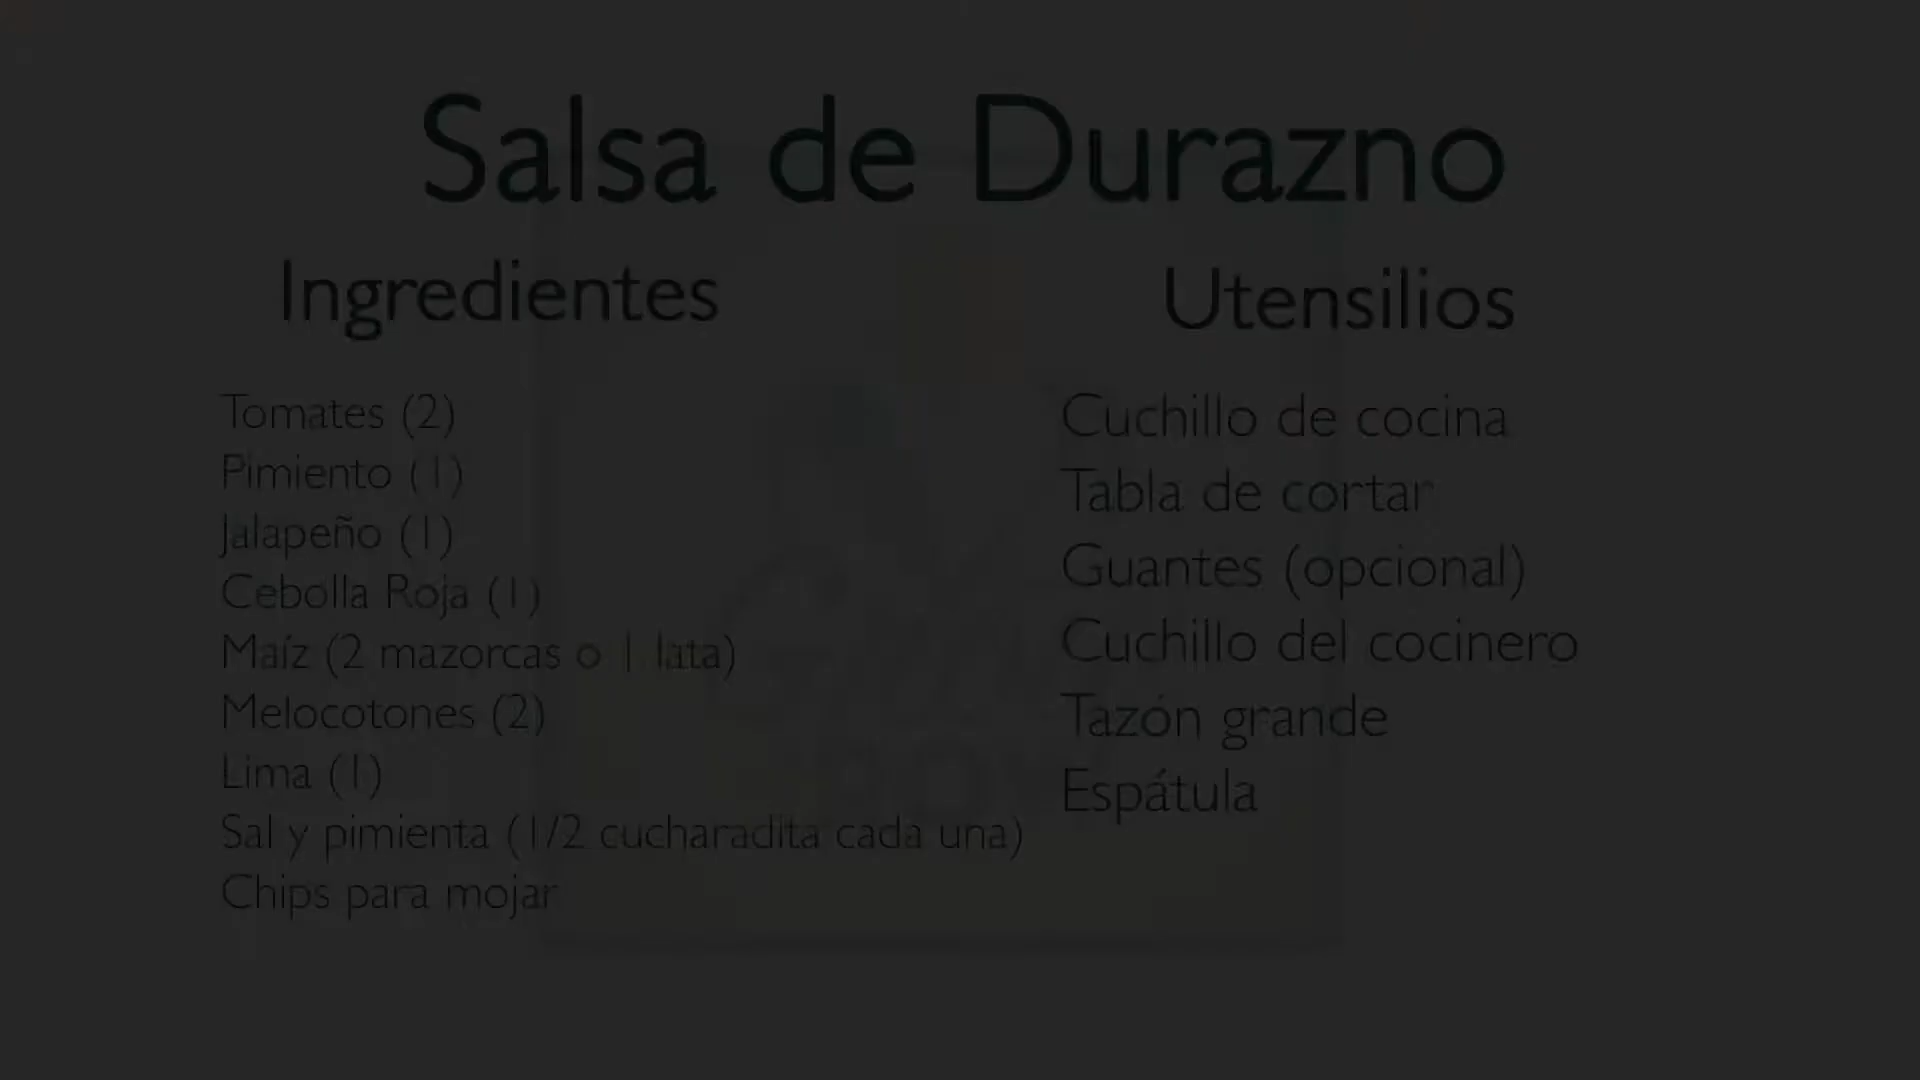 Salsa de Durazno
Ingredientes
Tomates (2)
Pimiento (1)
Jalapeño (1)
Cebolla Roja (1)
Maíz (2 mazorcas o 1 lata)
Melocotones (2)
Lima (1)
Sal y pimienta (1/2 cucharadita cada una)
Chips para mojar
Utensilios
Cuchillo de cocina
Tabla de cortar
Guantes (opcional)
Cuchillo del cocinero
Tazón grande
Espátula